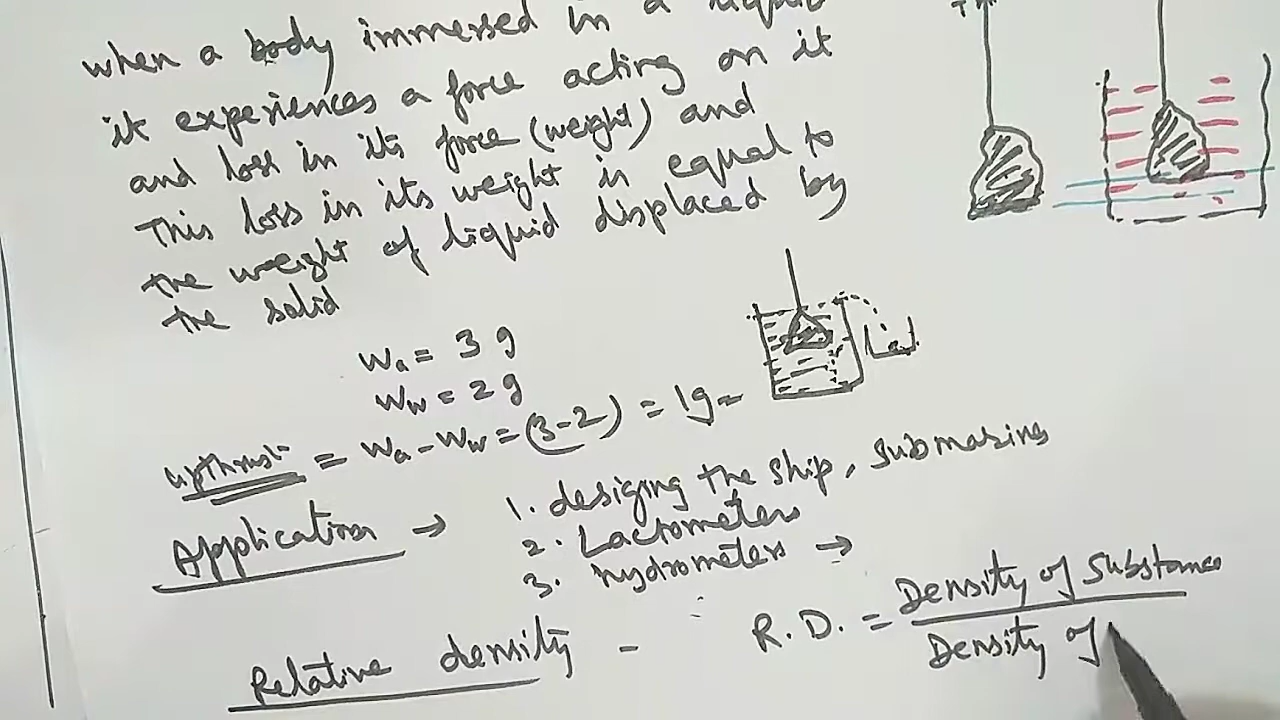 when a body immersed in a liquid
it experiences a force acting on it
and loss in its force (weight) and
This loss in its weight is equal to
the weight of liquid displaced by
the solid
Wa = 3 g
Ww = 2 g
upthrust = Wa - Ww = (3-2) = 1g
Application → 1. desiging the ship, submarins
2. Lactometers
3. hydrometers →
Relative density - R.D. = Density of substance
Density of